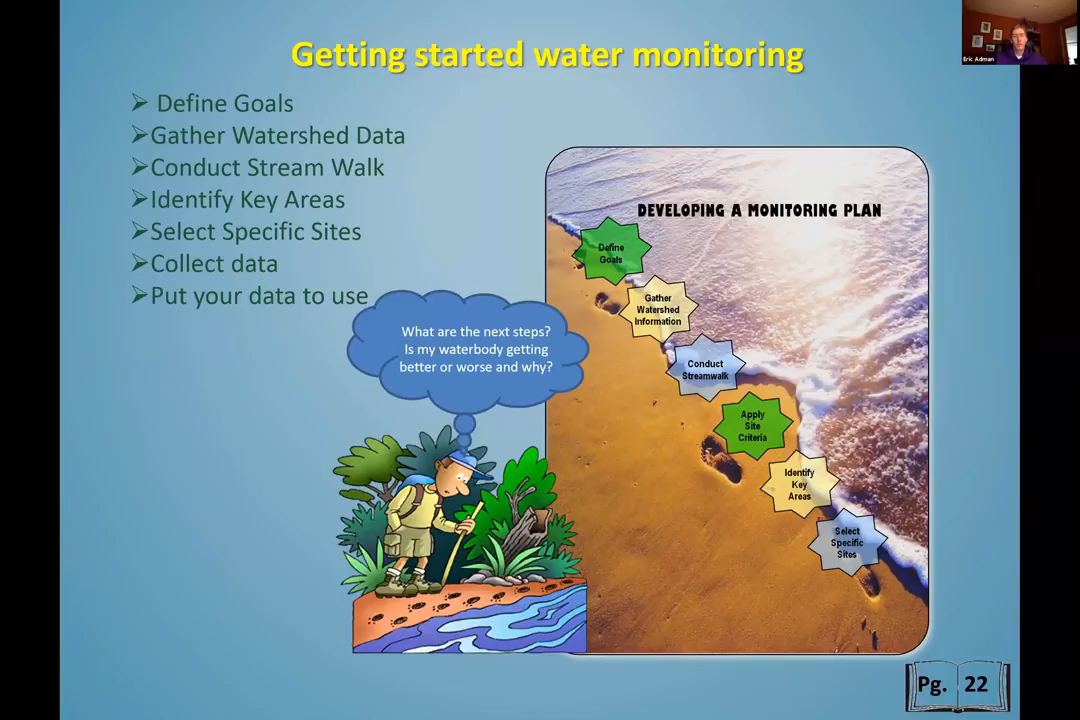 Getting started water monitoring
Eric Adman
Define Goals
Gather Watershed Data
Conduct Stream Walk
Identify Key Areas
Select Specific Sites
Collect data
Put your data to use
What are the next steps?
Is my waterbody getting
better or worse and why?
DEVELOPING A MONITORING PLAN
Define
Goals
Gather
Watershed
Information
Conduct
Streamwalk
Apply
Site
Criteria
Identify
Key
Areas
Select
Specific
Sites
Pg. 22